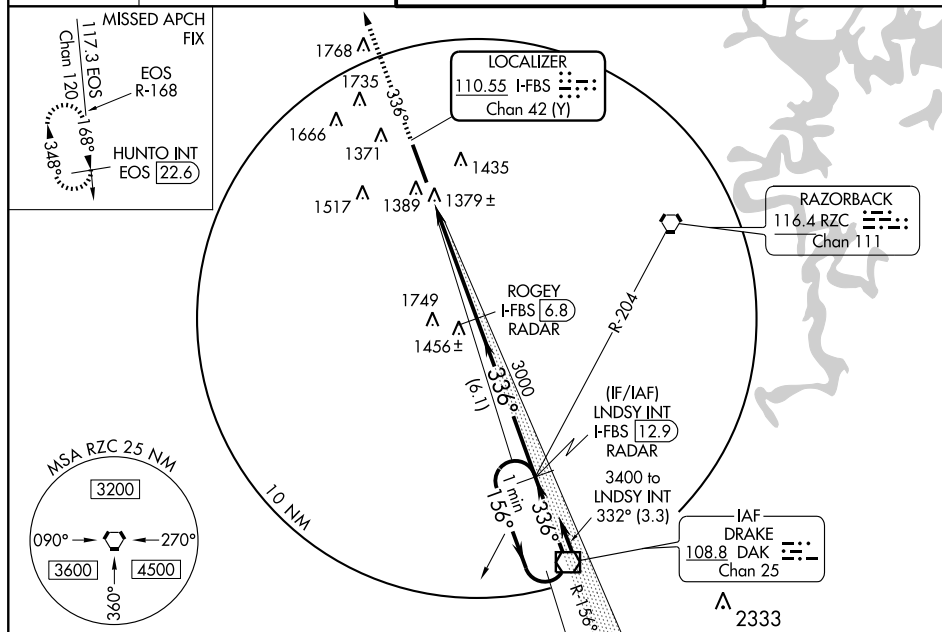 MISSED APCH
FIX
117.3 EOS
Chan 120
EOS
R-168
168°
348°
HUNTO INT
EOS 22.6
1768
1735
1666
1371
336°
LOCALIZER
110.55 I-FBS
Chan 42 (Y)
1435
1517
1389
1379 ±
RAZORBACK
116.4 RZC
Chan 111
R-204
1749
1456 ±
ROGEY
I-FBS 6.8
RADAR
3000
336°
(6.1)
(IF/IAF)
LNDSY INT
I-FBS 12.9
RADAR
3400 to
LNDSY INT
332° (3.3)
1 min
156°
336°
IAF
DRAKE
108.8 DAK
Chan 25
R-156°
2333
10 NM
MSA RZC 25 NM
3200
090°
270°
3600
4500
360°